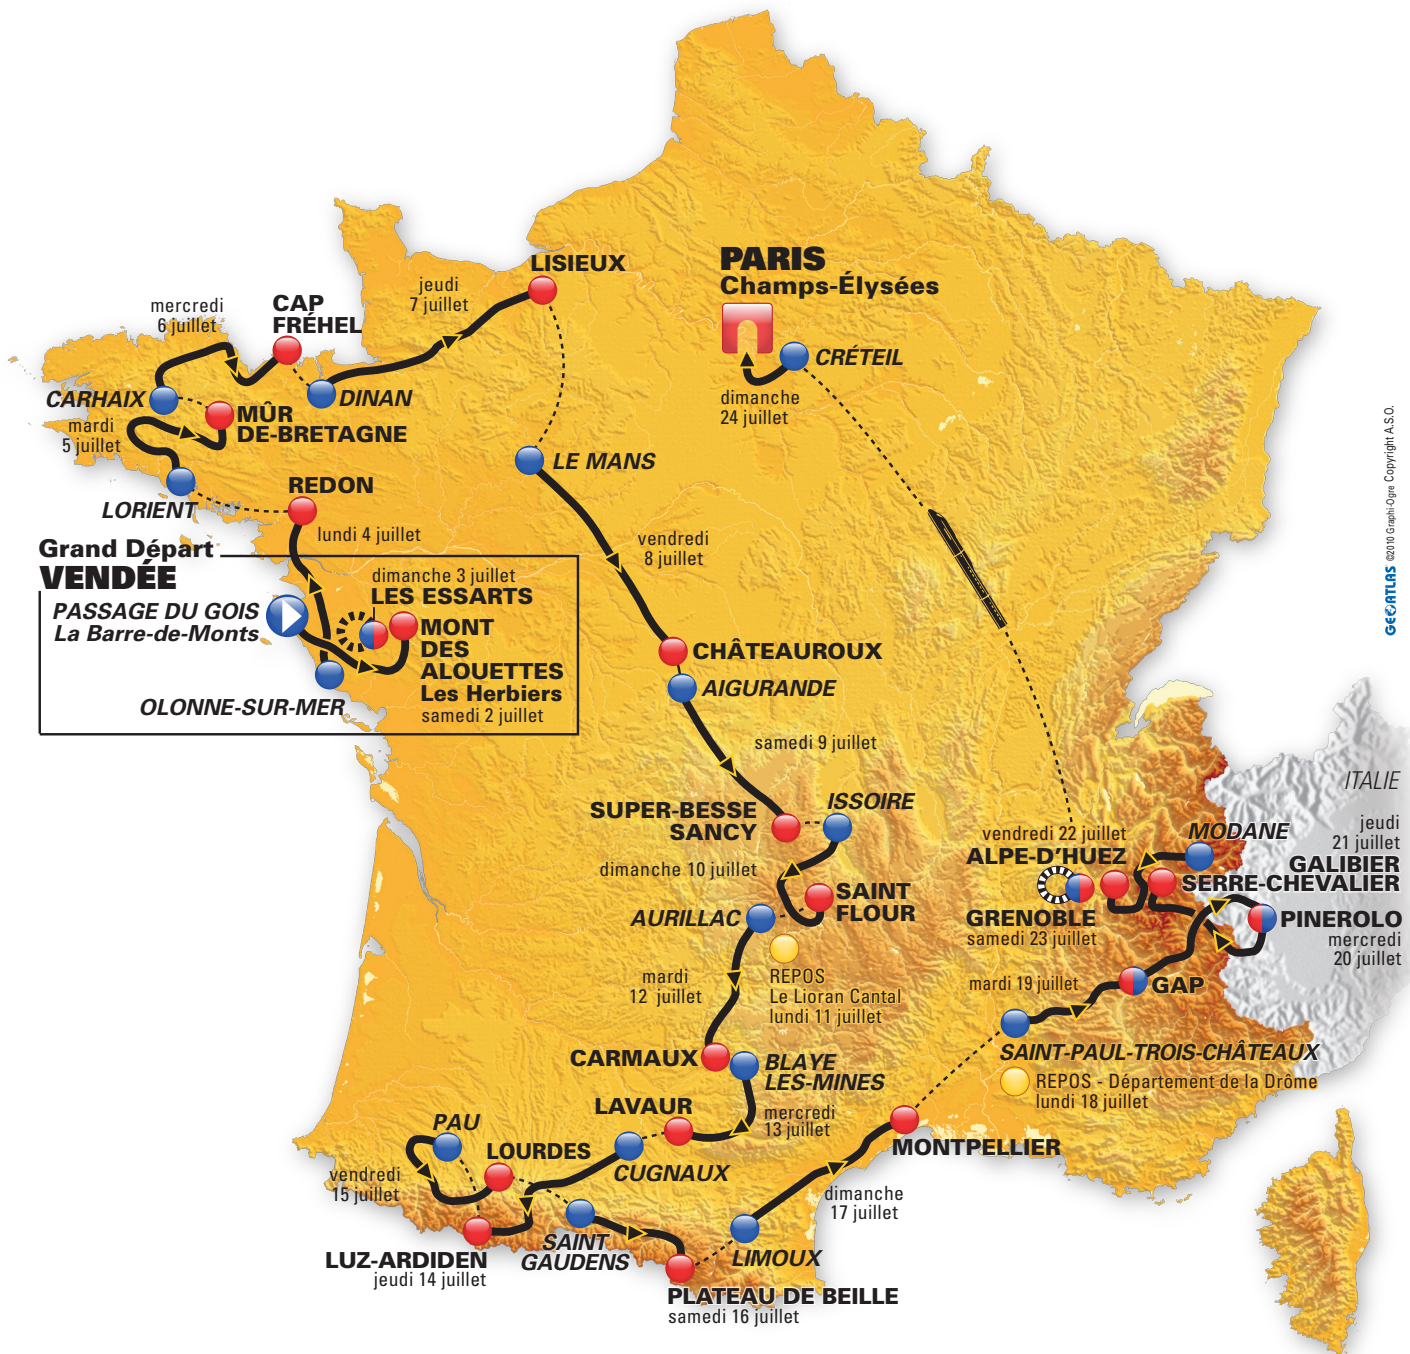 LISIEUX
PARIS
Champs-Élysées
jeudi
7 juillet
mercredi
6 juillet
CAP
FRÉHEL
CRÉTEIL
CARHAIX
DINAN
dimanche
24 juillet
MÛR
DE-BRETAGNE
mardi
5 juillet
LE MANS
REDON
LORIENT
lundi 4 juillet
vendredi
8 juillet
Grand Départ
VENDÉE
dimanche 3 juillet
LES ESSARTS
PASSAGE DU GOIS
La Barre-de-Monts
MONT
DES
ALOUETTES
Les Herbiers
samedi 2 juillet
OLONNE-SUR-MER
CHÂTEAUROUX
AIGURANDE
samedi 9 juillet
GEOATLAS ©2010 Graphi-Ogre Copyright A.S.O.
ITALIE
SUPER-BESSE
SANCY
ISSOIRE
dimanche 10 juillet
SAINT
FLOUR
AURILLAC
vendredi 22 juillet
ALPE-D'HUEZ
MODANE
jeudi
21 juillet
GALIBIER
SERRE-CHEVALIER
GRENOBLE
samedi 23 juillet
PINEROLO
mercredi
20 juillet
mardi
12 juillet
REPOS
Le Lioran Cantal
lundi 11 juillet
mardi 19 juillet
GAP
CARMAUX
BLAYE
LES-MINES
SAINT-PAUL-TROIS-CHÂTEAUX
REPOS - Département de la Drôme
lundi 18 juillet
LAVAUR
mercredi
13 juillet
PAU
LOURDES
CUGNAUX
MONTPELLIER
vendredi
15 juillet
dimanche
17 juillet
LUZ-ARDIDEN
jeudi 14 juillet
SAINT
GAUDENS
LIMOUX
PLATEAU DE BEILLE
samedi 16 juillet